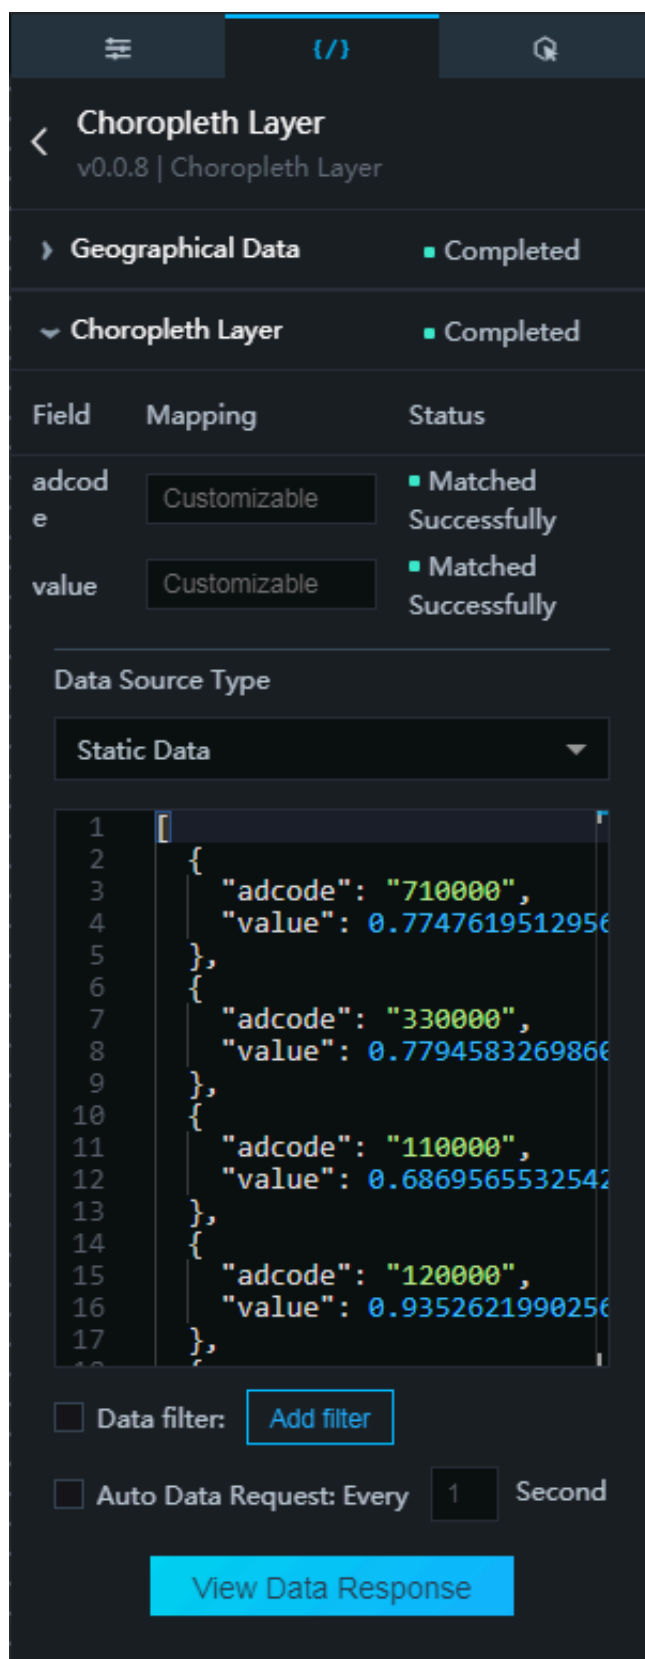 {/}
Choropleth Layer
v0.0.8 | Choropleth Layer
Geographical Data Completed
Choropleth Layer Completed
Field Mapping Status
adcod
e
Customizable
Matched
Successfully
value
Customizable
Matched
Successfully
Data Source Type
Static Data
1 [
2 {
3 "adcode": "710000",
4 "value": 0.7747619512956
5 },
6 {
7 "adcode": "330000",
8 "value": 0.7794583269866
9 },
10 {
11 "adcode": "110000",
12 "value": 0.6869565532542
13 },
14 {
15 "adcode": "120000",
16 "value": 0.9352621990256
17 },
Data filter: Add filter
Auto Data Request: Every 1 Second
View Data Response